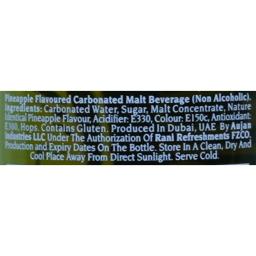 Pineapple Flavoured Carbonated Malt Beverage (Non Alcoholic).
Ingredients: Carbonated Water, Sugar, Malt Concentrate, Nature
Identical Pineapple Flavour, Acidifier: E330, Colour: E150c, Antioxidant:
E300, Hops. Contains Gluten. Produced In Dubai, UAE By Aujan
Industries LLC Under The Authorization Of Rani Refreshments FZCO.
Production and Expiry Dates On The Bottle. Store In A Clean, Dry And
Cool Place Away From Direct Sunlight. Serve Cold.